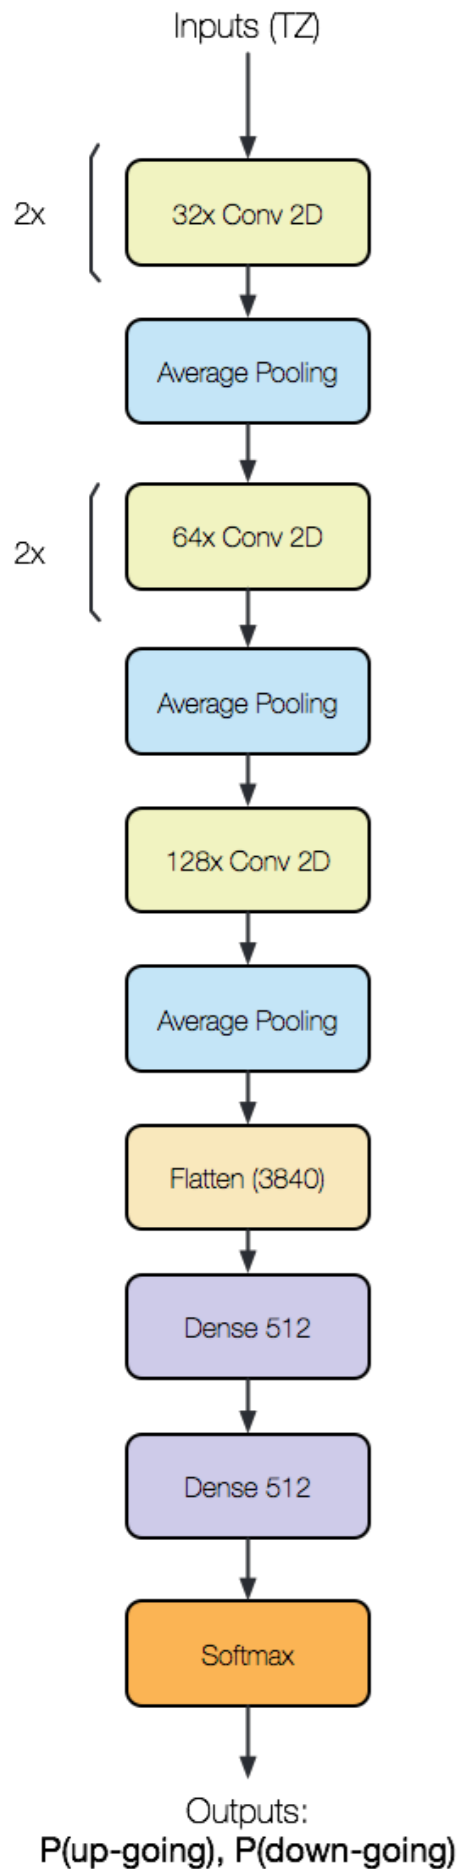 Inputs (TZ)
2x
32x Conv 2D
Average Pooling
2x
64x Conv 2D
Average Pooling
128x Conv 2D
Average Pooling
Flatten (3840)
Dense 512
Dense 512
Softmax
Outputs:
P(up-going), P(down-going)